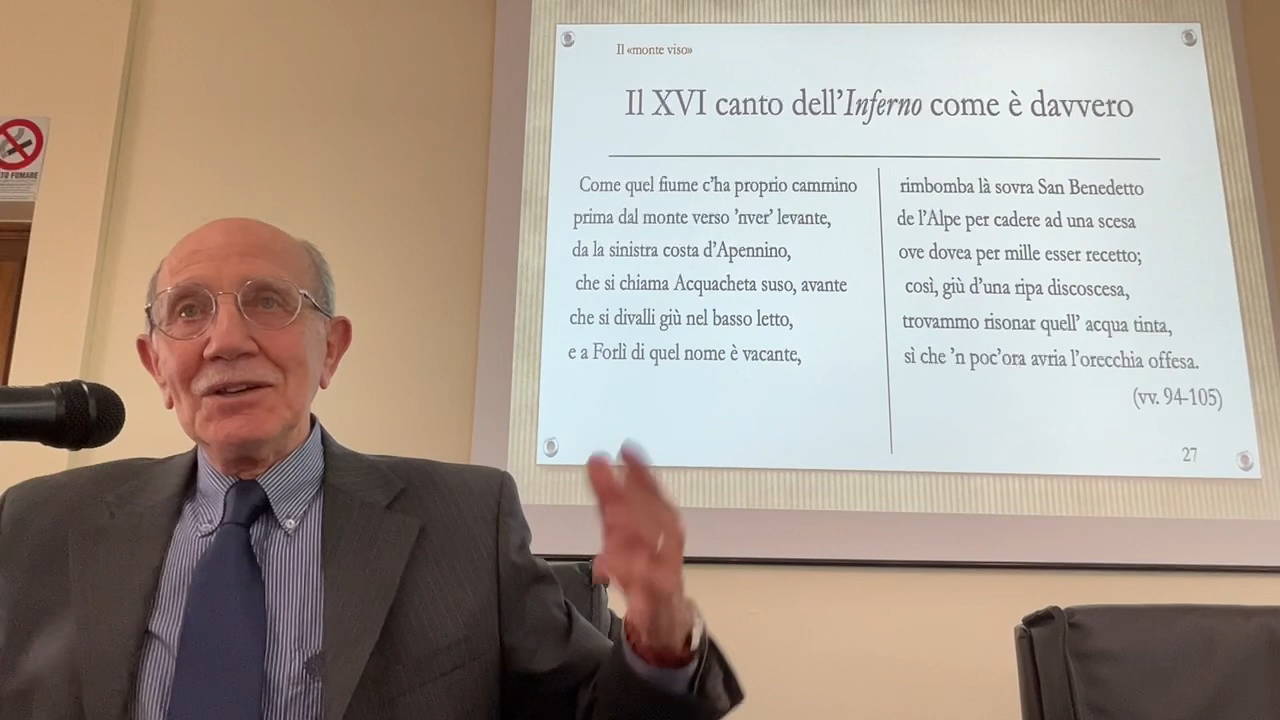 TO FUMARE
Il «monte viso»
Il XVI canto dell'Inferno come è davvero
Come quel fiume c'ha proprio cammino
prima dal monte verso 'nver' levante,
da la sinistra costa d'Apennino,
che si chiama Acquacheta suso, avante
che si divalli giù nel basso letto,
e a Forlì di quel nome è vacante,
rimbomba là sovra San Benedetto
de l'Alpe per cadere ad una scesa
ove dovea per mille esser recetto;
così, giù d'una ripa discoscesa,
trovammo risonar quell' acqua tinta,
sì che 'n poc'ora avria l'orecchia offesa.
(vv. 94-105)
27